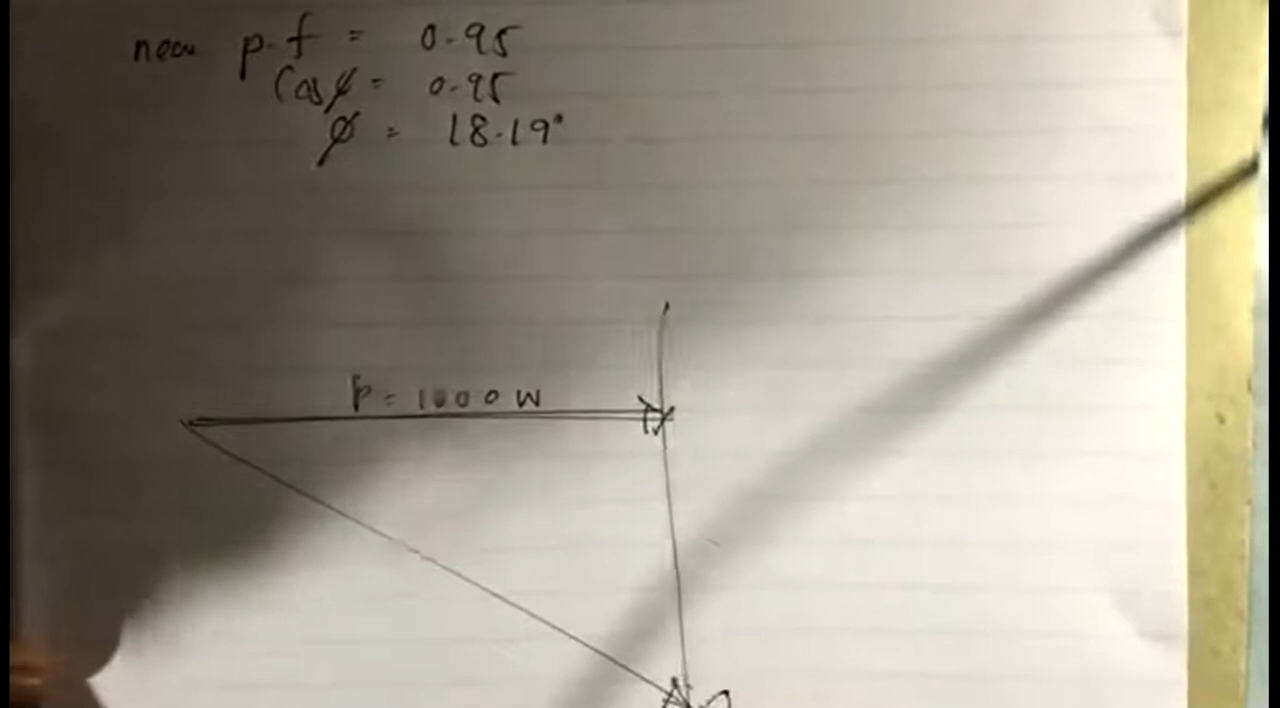 new p.f = 0.95
Cos φ = 0.95
φ = 18.19°
P = 1000 W